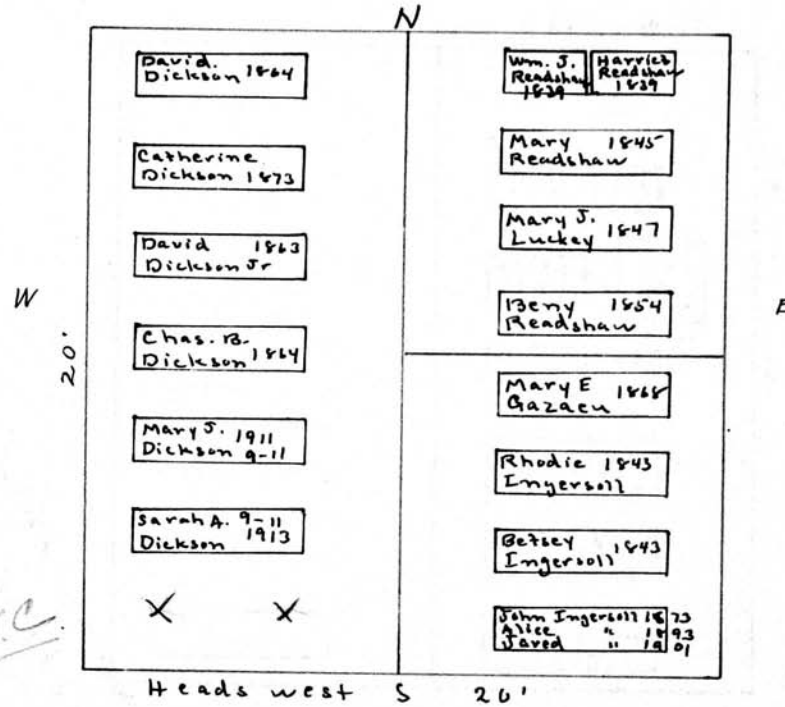 N
David.
Dickson 1864
Catherine
Dickson 1873
David 1863
Dickson Jr
Chas. B.
Dickson 1864
Mary J. 1911
Dickson 9-11
Sarah A. 9-11
Dickson 1913
X X
Wm. J.
Readshaw
1839
Harriet
Readshaw
1839
Mary 1845
Readshaw
Mary J.
Luckey 1847
Beny 1854
Readshaw
Mary E 1868
Rhodie 1843
Ingersoll
Betsey 1843
Ingersoll
John Ingersoll 1873
Alice " 1893
Jared " 1901
W
20'
E
C.
Heads west S 20'